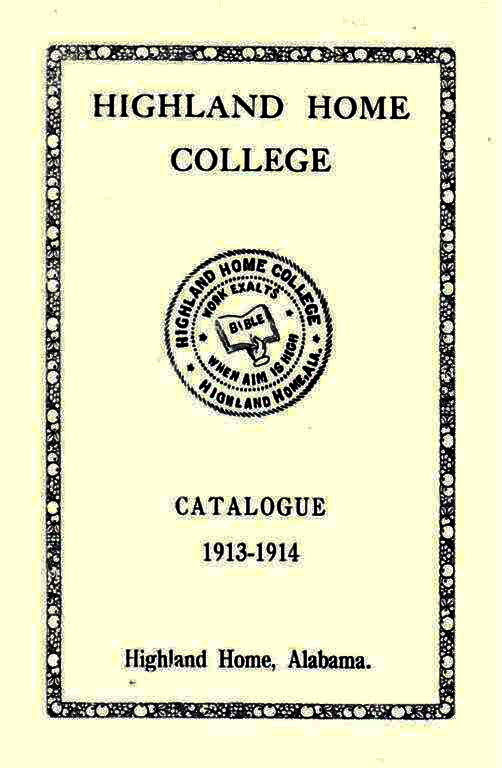 HIGHLAND HOME
COLLEGE
HIGHLAND HOME COLLEGE
WORK EXALTS
BIBLE
WHEN AIM IS HIGH
HIGHLAND HOME, ALA.
CATALOGUE
1913-1914
Highland Home, Alabama.